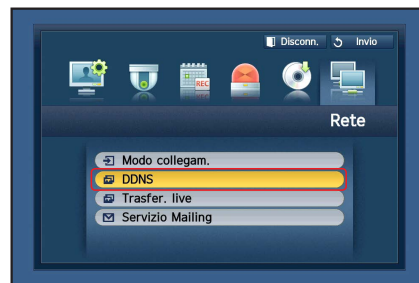 Disconn. Invio
REC
Rete
Modo collegam.
DDNS
Trasfer. live
Servizio Mailing